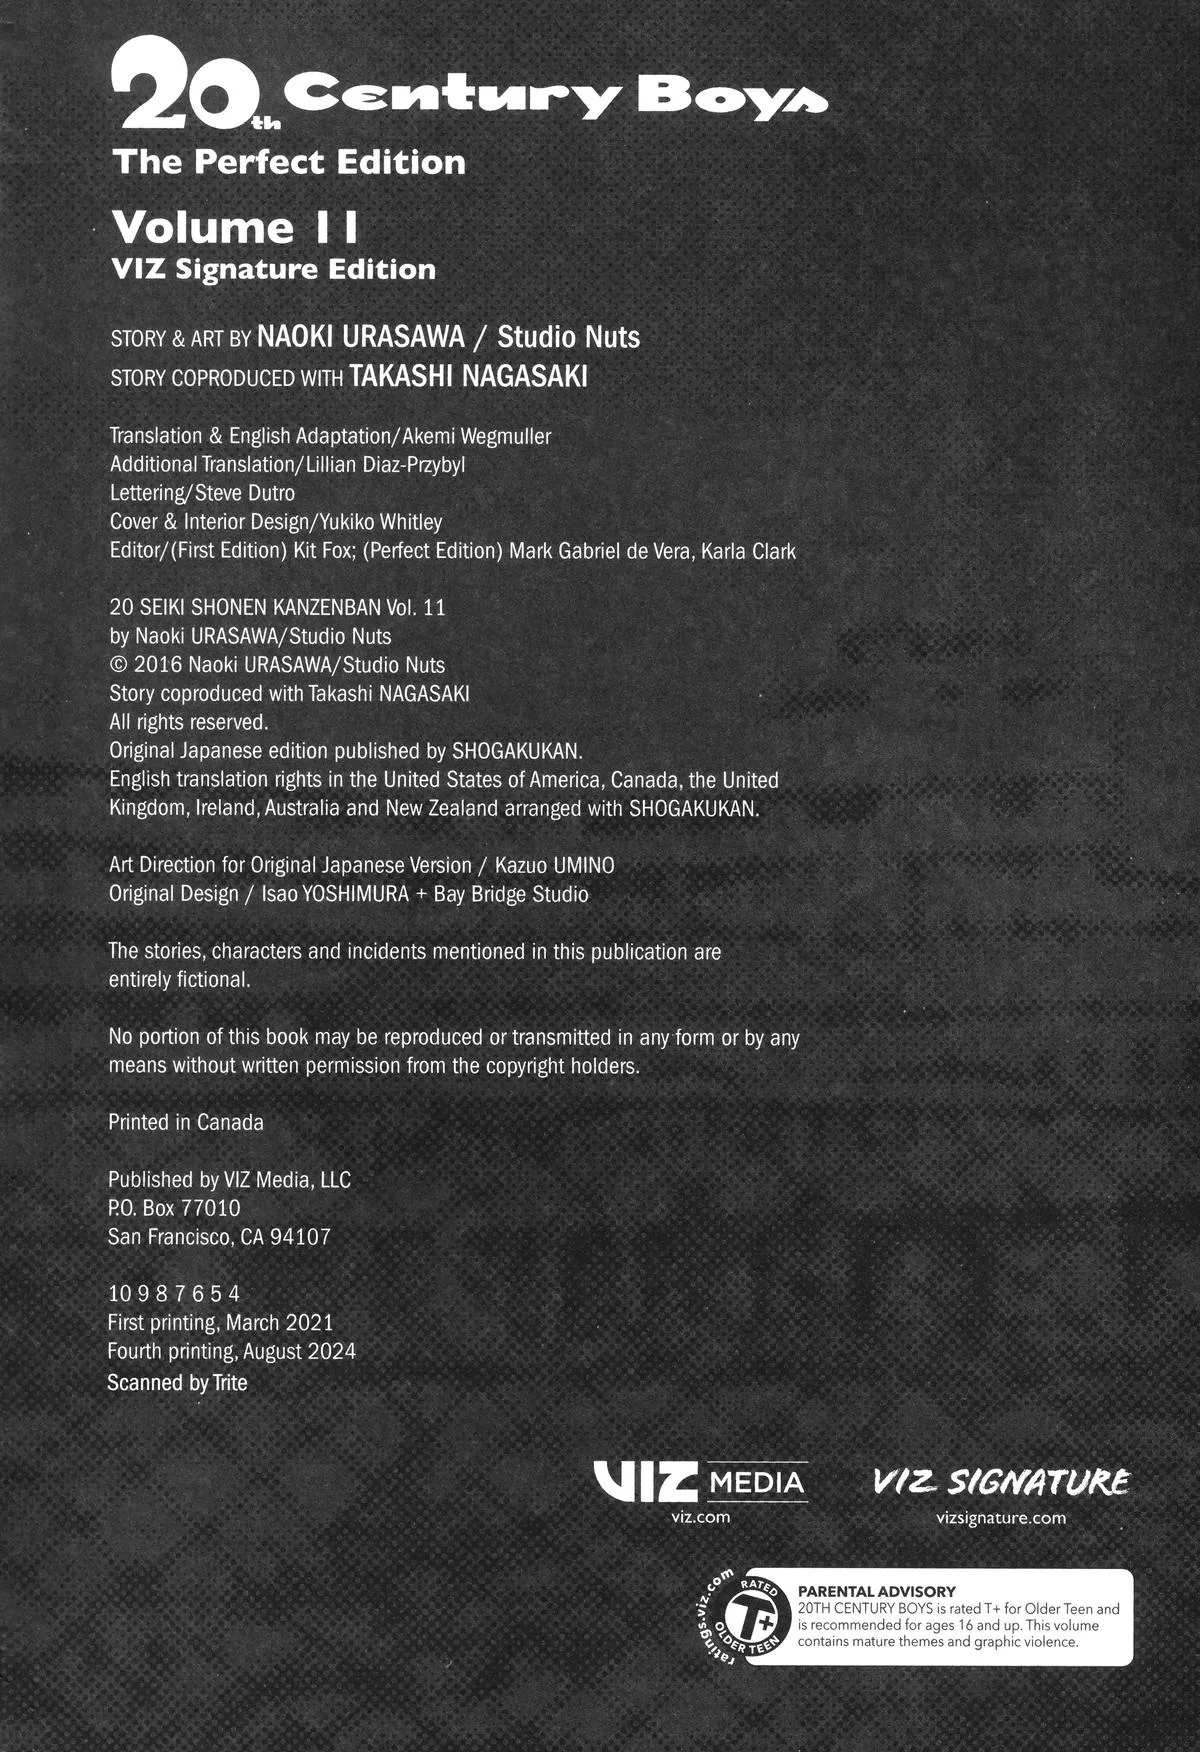 20th Century Boys
The Perfect Edition
Volume 11
VIZ Signature Edition
STORY & ART BY NAOKI URASAWA / Studio Nuts
STORY COPRODUCED WITH TAKASHI NAGASAKI
Translation & English Adaptation/Akemi Wegmuller
Additional Translation/Lillian Diaz-Przybyl
Lettering/Steve Dutro
Cover & Interior Design/Yukiko Whitley
Editor/(First Edition) Kit Fox; (Perfect Edition) Mark Gabriel de Vera, Karla Clark
20 SEIKI SHONEN KANZENBAN Vol. 11
by Naoki URASAWA/Studio Nuts
© 2016 Naoki URASAWA/Studio Nuts
Story coproduced with Takashi NAGASAKI
All rights reserved.
Original Japanese edition published by SHOGAKUKAN.
English translation rights in the United States of America, Canada, the United
Kingdom, Ireland, Australia and New Zealand arranged with SHOGAKUKAN.
Art Direction for Original Japanese Version / Kazuo UMINO
Original Design / Isao YOSHIMURA + Bay Bridge Studio
The stories, characters and incidents mentioned in this publication are
entirely fictional.
No portion of this book may be reproduced or transmitted in any form or by any
means without written permission from the copyright holders.
Printed in Canada
Published by VIZ Media, LLC
P.O. Box 77010
San Francisco, CA 94107
10 9 8 7 6 5 4
First printing, March 2021
Fourth printing, August 2024
Scanned by Trite
VIZ MEDIA
viz.com
VIZ SIGNATURE
vizsignature.com
ratings.viz.com
RATED
T+
OLDER TEEN
PARENTAL ADVISORY
20TH CENTURY BOYS is rated T+ for Older Teen and
is recommended for ages 16 and up. This volume
contains mature themes and graphic violence.